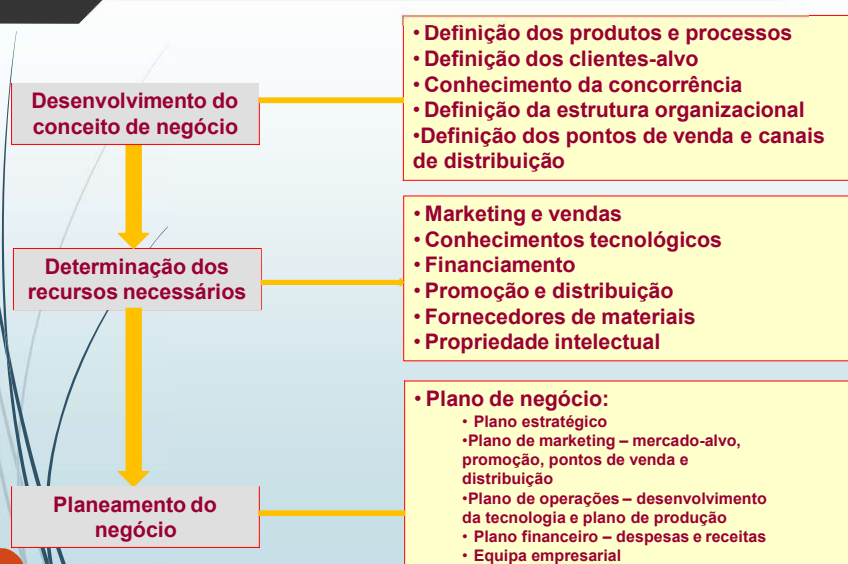 Desenvolvimento do
conceito de negócio
• Definição dos produtos e processos
• Definição dos clientes-alvo
• Conhecimento da concorrência
• Definição da estrutura organizacional
•Definição dos pontos de venda e canais
de distribuição
Determinação dos
recursos necessários
• Marketing e vendas
• Conhecimentos tecnológicos
• Financiamento
• Promoção e distribuição
• Fornecedores de materiais
• Propriedade intelectual
Planeamento do
negócio
• Plano de negócio:
• Plano estratégico
•Plano de marketing – mercado-alvo,
promoção, pontos de venda e
distribuição
•Plano de operações – desenvolvimento
da tecnologia e plano de produção
• Plano financeiro – despesas e receitas
• Equipa empresarial